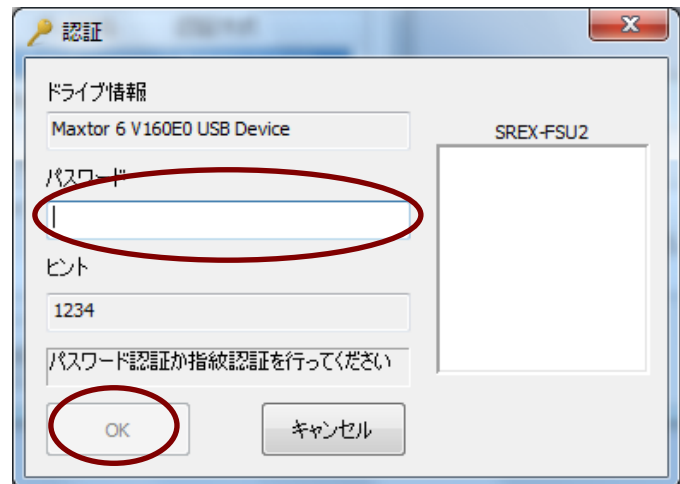 認証
ドライブ情報
Maxtor 6 V160E0 USB Device
SREX-FSU2
パスワード
ヒント
1234
パスワード認証か指紋認証を行ってください
OK
キャンセル